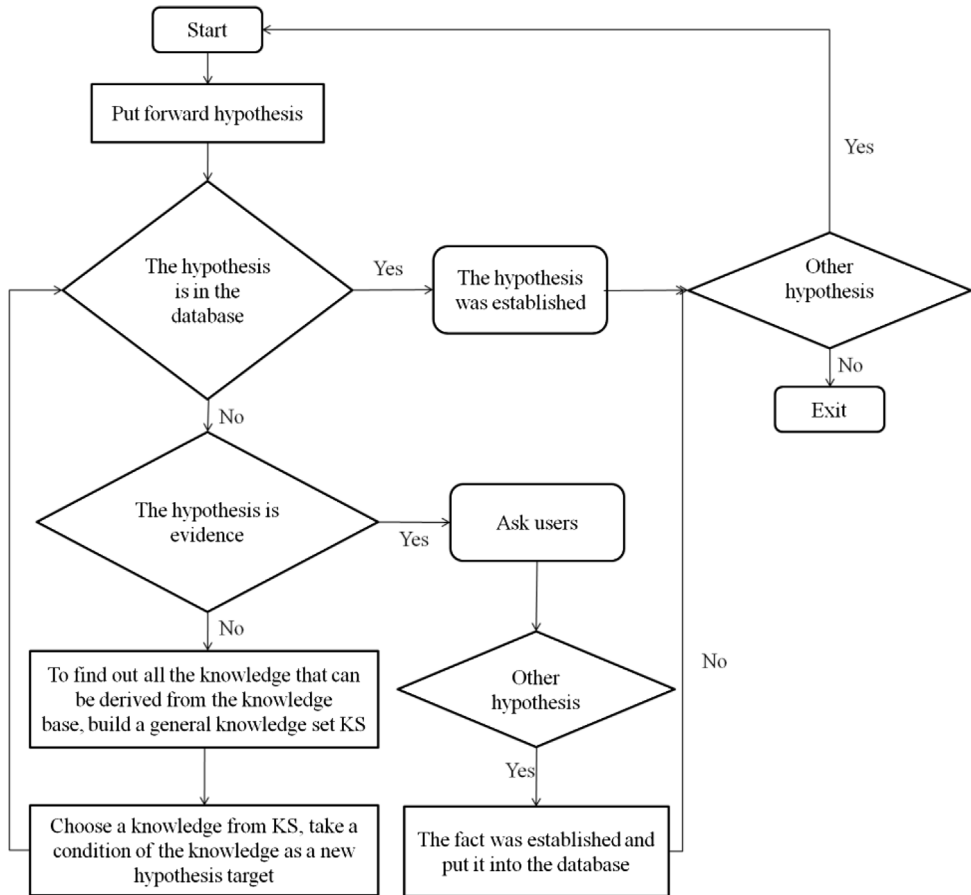 Start
Put forward hypothesis
Yes
The hypothesis
is in the
database
Yes
The hypothesis
was established
Other
hypothesis
No
Exit
No
The hypothesis is
evidence
Yes
Ask users
No
To find out all the knowledge that can
be derived from the knowledge
base, build a general knowledge set KS
Other
hypothesis
No
Yes
Choose a knowledge from KS, take a
condition of the knowledge as a new
hypothesis target
The fact was established and
put it into the database